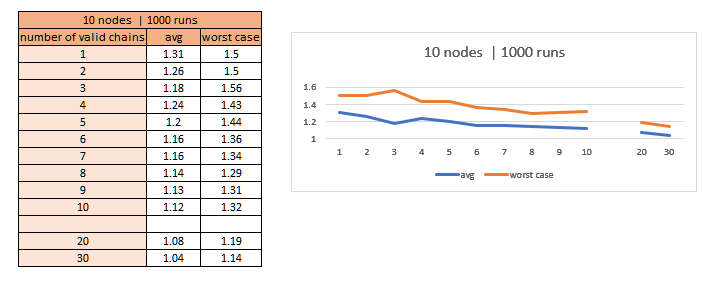 10 nodes | 1000 runs
number of valid chains avg worst case
1 1.31 1.5
2 1.26 1.5
3 1.18 1.56
4 1.24 1.43
5 1.2 1.44
6 1.16 1.36
7 1.16 1.34
8 1.14 1.29
9 1.13 1.31
10 1.12 1.32
20 1.08 1.19
30 1.04 1.14
10 nodes | 1000 runs
1.6
1.4
1.2
1
1 2 3 4 5 6 7 8 9 10 20 30
avg worst case